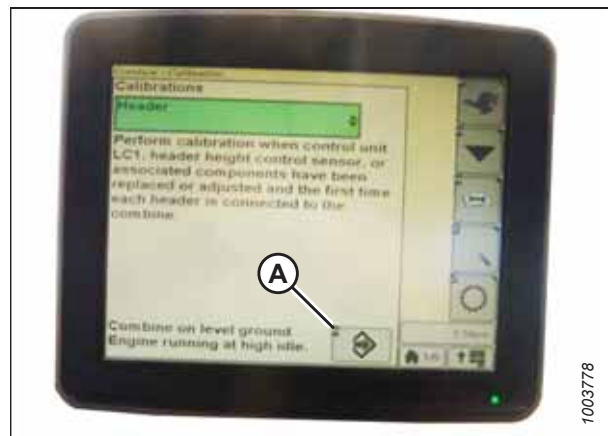 Calibrations
Header
Perform calibration when control unit
LC1, header height control sensor, or
associated components have been
replaced or adjusted and the first time
each header is connected to the
combine.
A
Combine on level ground.
Engine running at high idle.
1003778